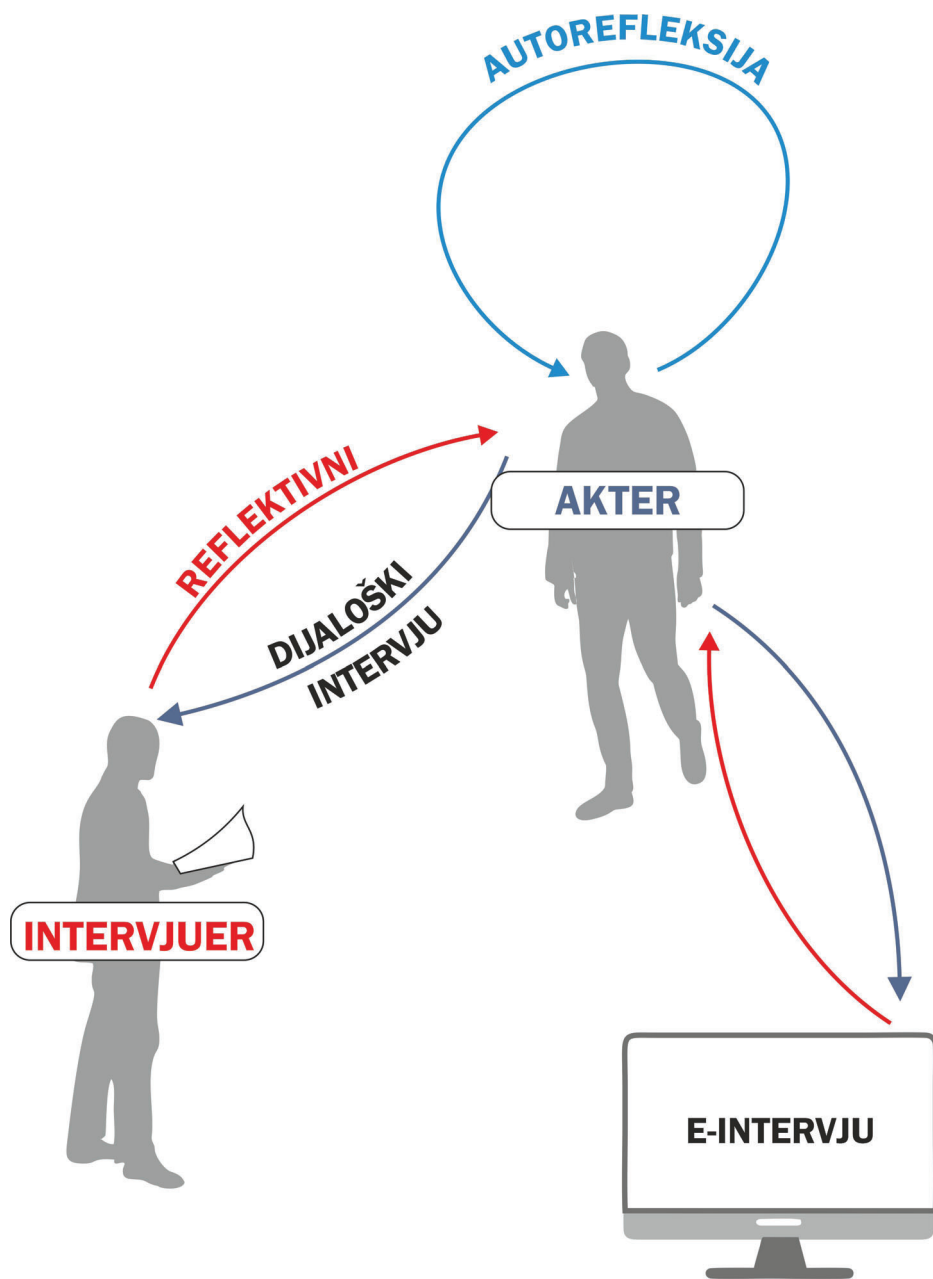 AUTOREFLEKSIJA
REFLEKTIVNI
AKTER
DIJALOŠKI
INTERVJU
INTERVJUER
E-INTERVJU